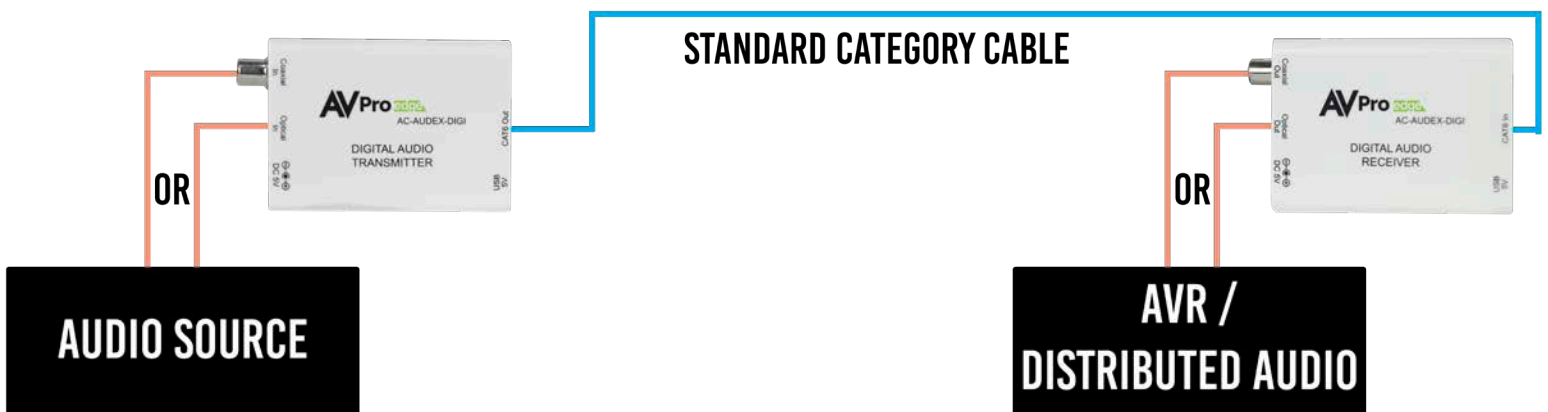 STANDARD CATEGORY CABLE
Coaxial
In
Optical
In
DC 5V
AVPro edge
AC-AUDEX-DIGI
DIGITAL AUDIO
TRANSMITTER
CAT6 Out
USB
5V
OR
AUDIO SOURCE
Coaxial
Out
Optical
Out
DC 5V
AVPro edge
AC-AUDEX-DIGI
DIGITAL AUDIO
RECEIVER
CAT6 In
USB
5V
OR
AVR /
DISTRIBUTED AUDIO